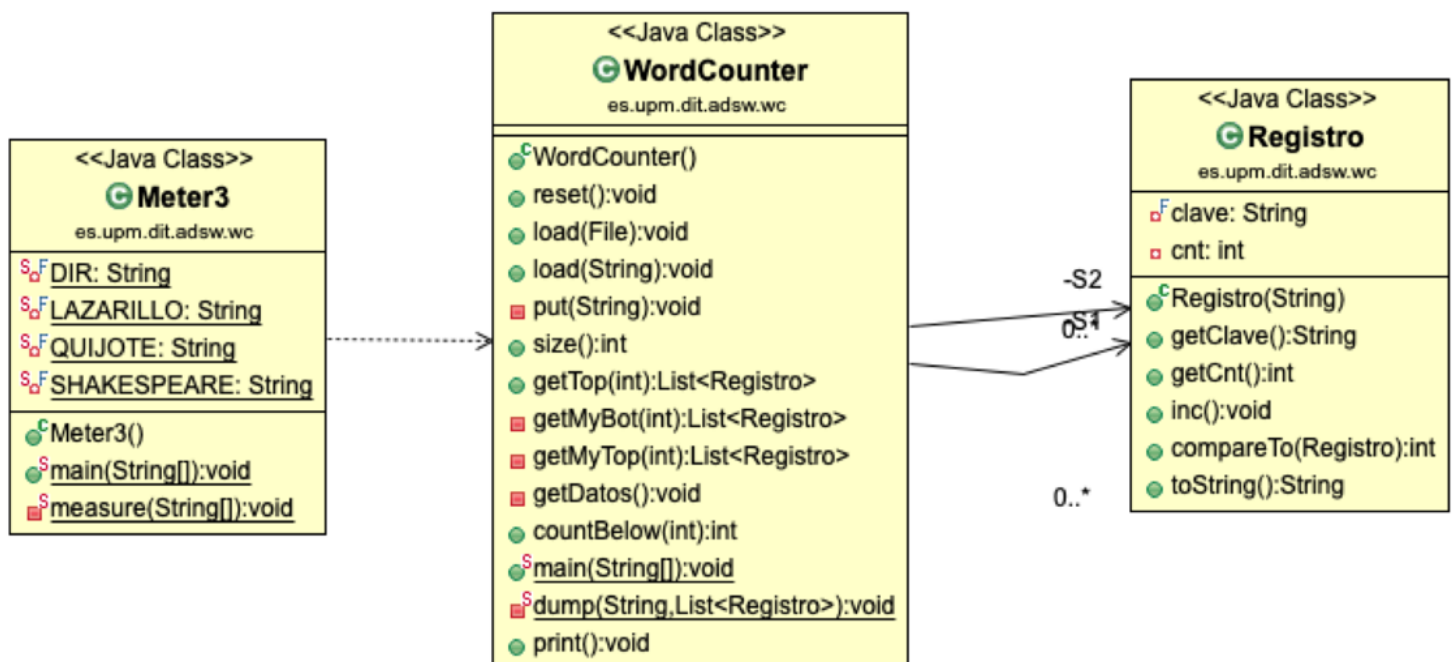 <<Java Class>>
Meter3
es.upm.dit.adsw.wc
DIR: String
LAZARILLO: String
QUIJOTE: String
SHAKESPEARE: String
Meter3()
main(String[]):void
measure(String[]):void
<<Java Class>>
WordCounter
es.upm.dit.adsw.wc
WordCounter()
reset():void
load(File):void
load(String):void
put(String):void
size():int
getTop(int):List<Registro>
getMyBot(int):List<Registro>
getMyTop(int):List<Registro>
getDatos():void
countBelow(int):int
main(String[]):void
dump(String,List<Registro>):void
print():void
-S2
-S1
0..*
0..*
<<Java Class>>
Registro
es.upm.dit.adsw.wc
clave: String
cnt: int
Registro(String)
getClave():String
getCnt():int
inc():void
compareTo(Registro):int
toString():String